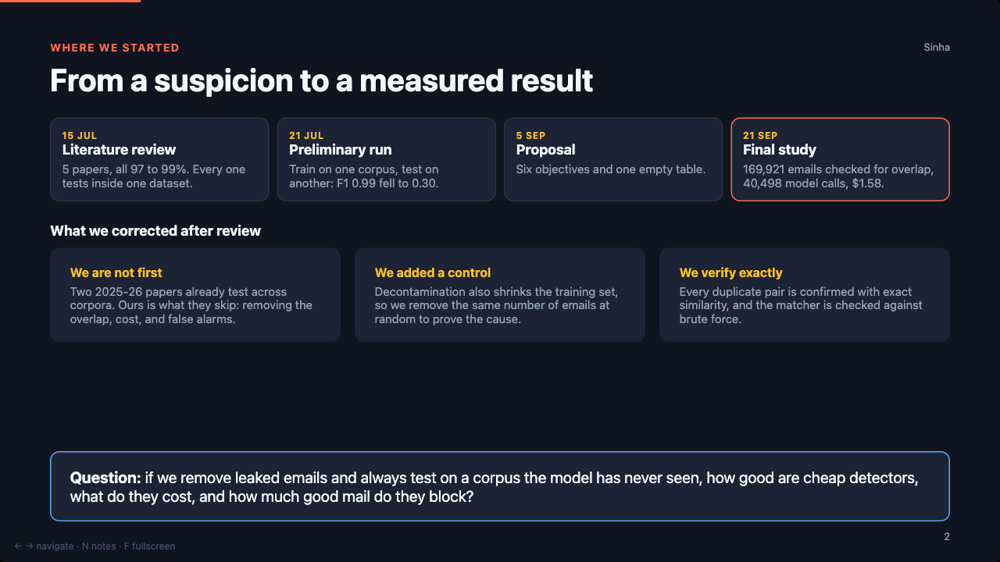 WHERE WE STARTED
Sinha
From a suspicion to a measured result
15 JUL
Literature review
5 papers, all 97 to 99%. Every one
tests inside one dataset.
21 JUL
Preliminary run
Train on one corpus, test on
another: F1 0.99 fell to 0.30.
5 SEP
Proposal
Six objectives and one empty table.
21 SEP
Final study
169,921 emails checked for overlap,
40,498 model calls, $1.58.
What we corrected after review
We are not first
Two 2025-26 papers already test across
corpora. Ours is what they skip: removing the
overlap, cost, and false alarms.
We added a control
Decontamination also shrinks the training set,
so we remove the same number of emails at
random to prove the cause.
We verify exactly
Every duplicate pair is confirmed with exact
similarity, and the matcher is checked against
brute force.
Question: if we remove leaked emails and always test on a corpus the model has never seen, how good are cheap detectors,
what do they cost, and how much good mail do they block?
2
← → navigate · N notes · F fullscreen